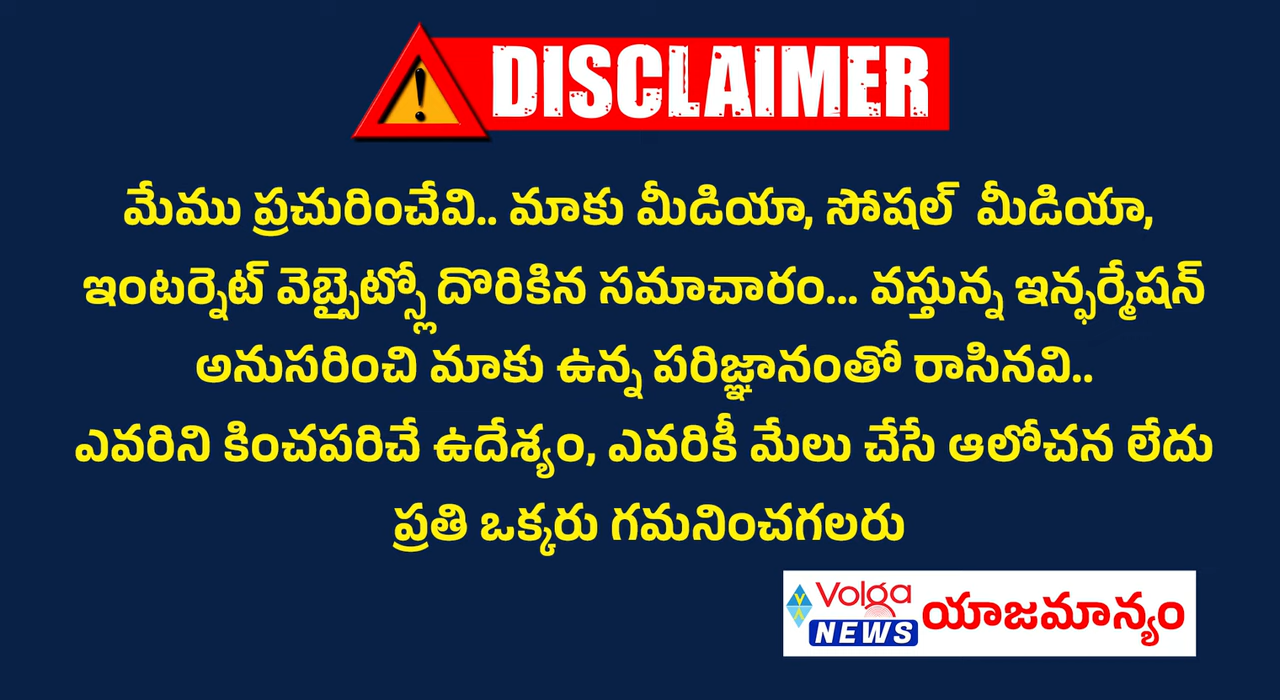 DISCLAIMER
మేము ప్రచురించేవి.. మాకు మీడియా, సోషల్ మీడియా,
ఇంటర్నెట్ వెబ్సైట్స్లో దొరికిన సమాచారం... వస్తున్న ఇన్ఫర్మేషన్
అనుసరించి మాకు ఉన్న పరిజ్ఞానంతో రాసినవి..
ఎవరిని కించపరిచే ఉదేశ్యం, ఎవరికీ మేలు చేసే ఆలోచన లేదు
ప్రతి ఒక్కరు గమనించగలరు
Volga
NEWS యాజమాన్యం